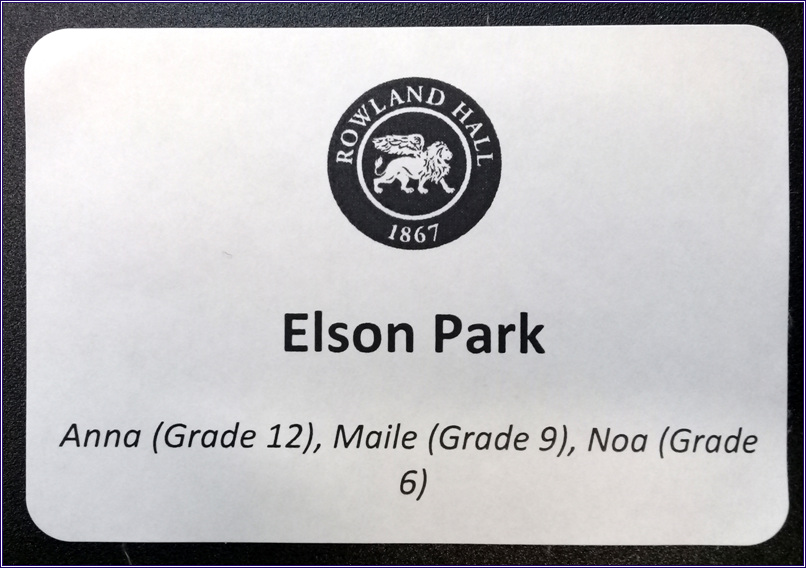 ROWLAND HALL
1867
Elson Park
Anna (Grade 12), Maile (Grade 9), Noa (Grade
6)